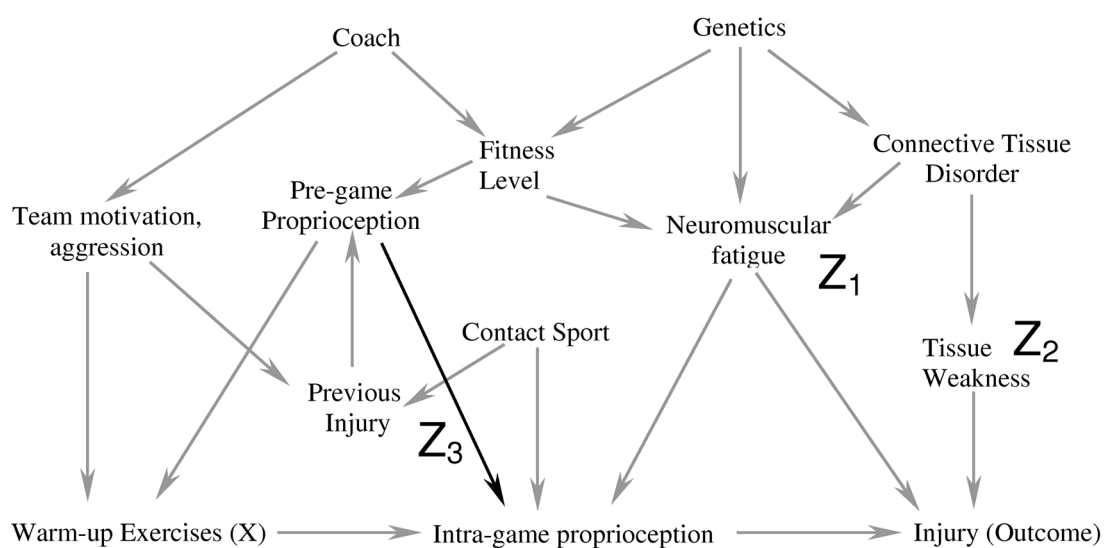 Coach
Genetics
Fitness
Level
Connective Tissue
Disorder
Pre-game
Proprioception
Team motivation,
aggression
Neuromuscular
fatigue
Z1
Contact Sport
Tissue
Weakness
Z2
Previous
Injury
Z3
Warm-up Exercises (X)
Intra-game proprioception
Injury (Outcome)